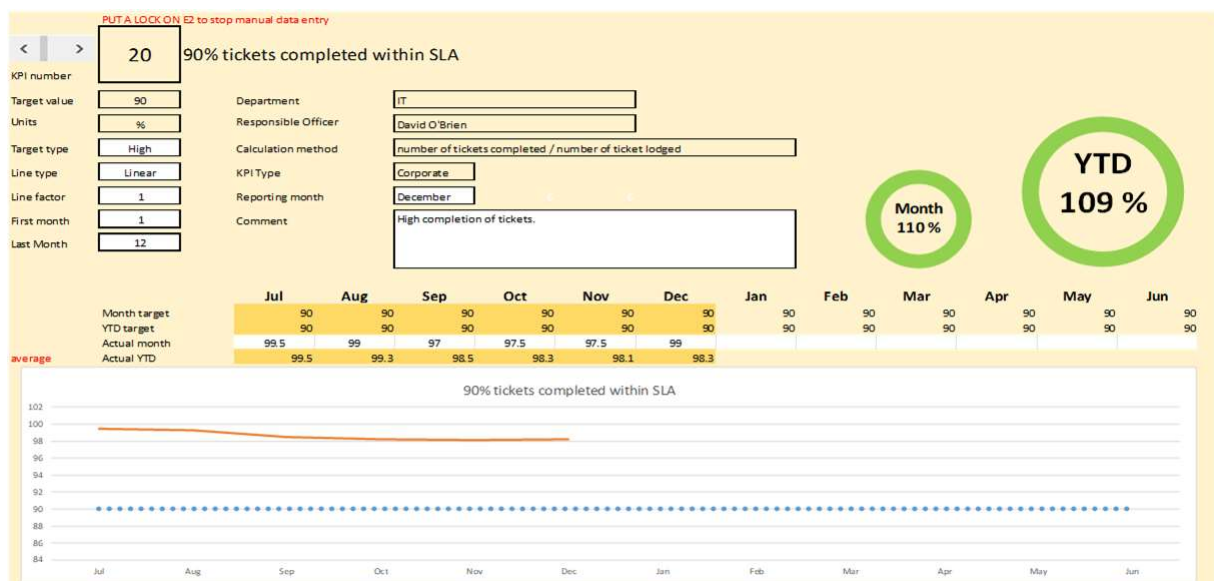 PUT A LOCK ON E2 to stop manual data entry
20 90% tickets completed within SLA
KPI number
Target value 90 Department IT
Units % Responsible Officer David O'Brien
Target type High Calculation method number of tickets completed / number of ticket lodged
Line type Linear KPI Type Corporate
Line factor 1 Reporting month December
First month 1 Comment High completion of tickets.
Last Month 12
Month
110 %
YTD
109 %
Jul Aug Sep Oct Nov Dec Jan Feb Mar Apr May Jun
Month target 90 90 90 90 90 90 90 90 90 90 90 90
YTD target 90 90 90 90 90 90 90 90 90 90 90 90
Actual month 99.5 99 97 97.5 97.5 99
average Actual YTD 99.5 99.3 98.5 98.3 98.1 98.3
90% tickets completed within SLA
102
100
98
96
94
92
90
88
86
84
Jul Aug Sep Oct Nov Dec Jan Feb Mar Apr May Jun